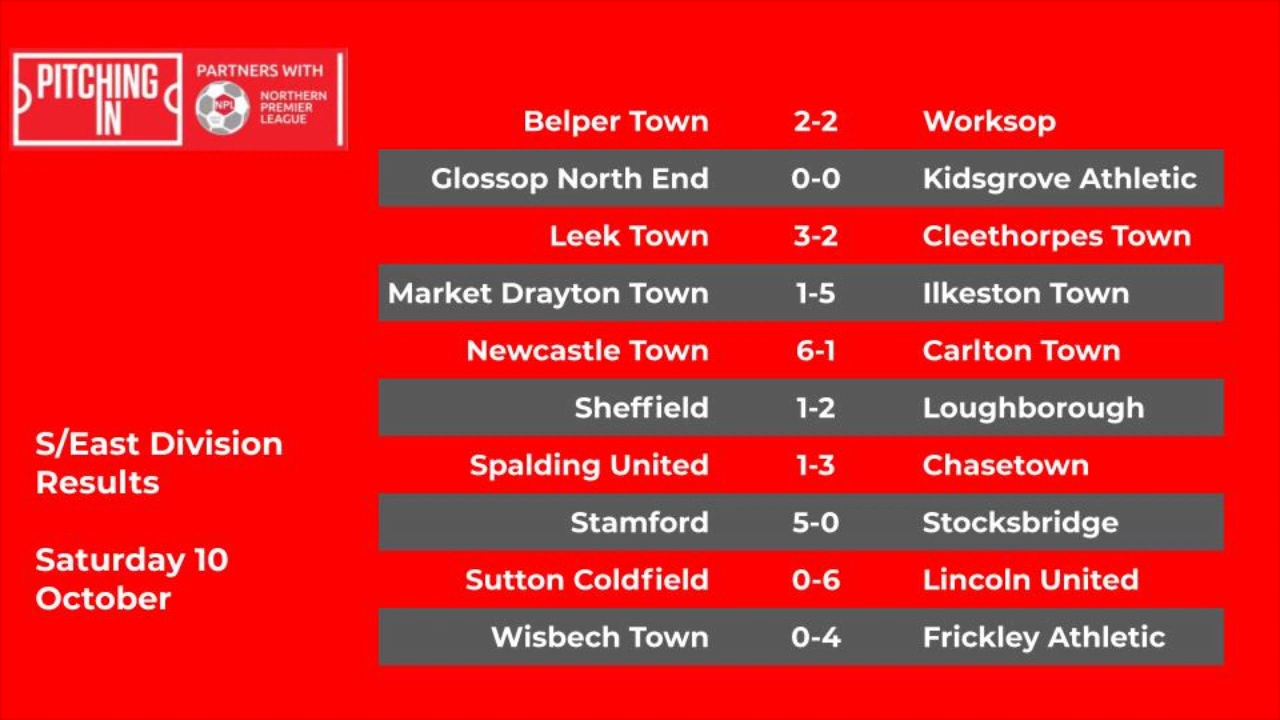 PITCHING
IN
PARTNERS WITH
NPL
NORTHERN
PREMIER
LEAGUE
Belper Town 2-2 Worksop
Glossop North End 0-0 Kidsgrove Athletic
Leek Town 3-2 Cleethorpes Town
Market Drayton Town 1-5 Ilkeston Town
Newcastle Town 6-1 Carlton Town
Sheffield 1-2 Loughborough
Spalding United 1-3 Chasetown
Stamford 5-0 Stocksbridge
Sutton Coldfield 0-6 Lincoln United
Wisbech Town 0-4 Frickley Athletic
S/East Division
Results
Saturday 10
October